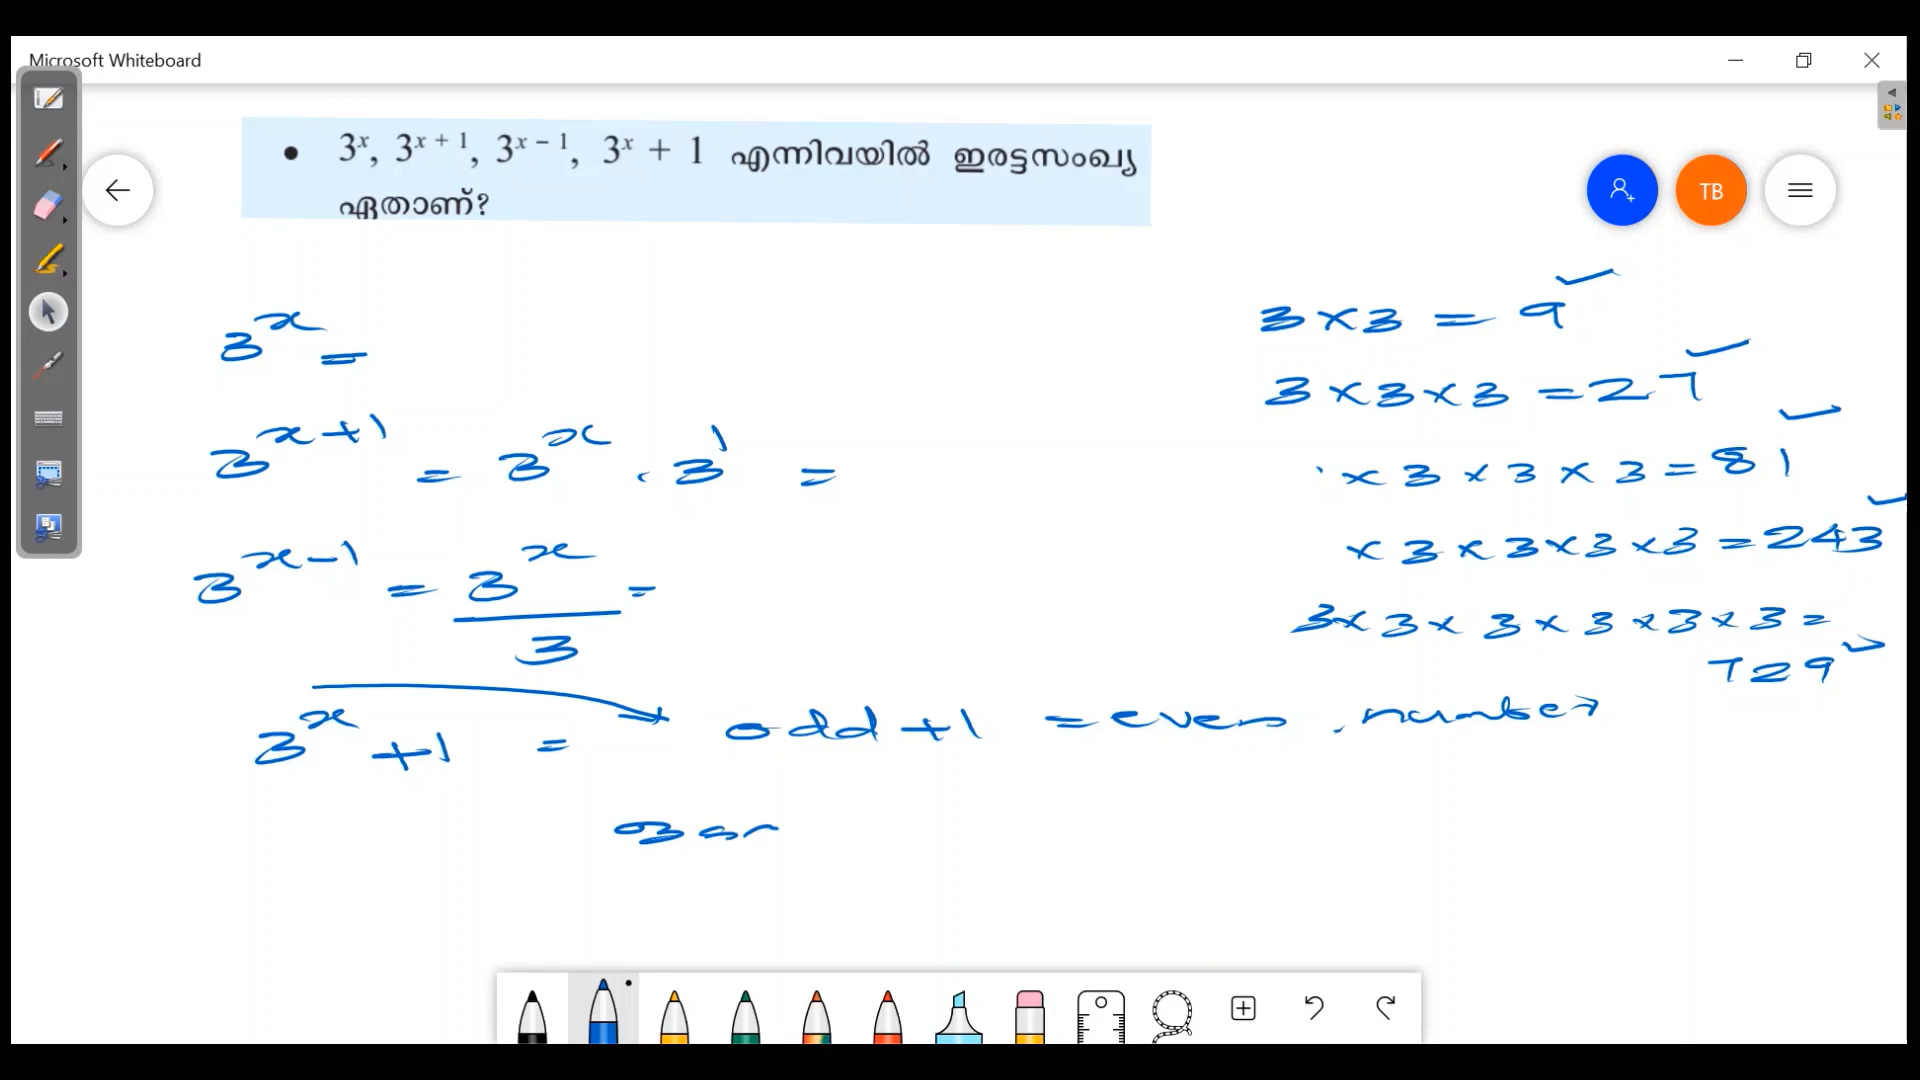 Microsoft Whiteboard
• 3ˣ, 3ˣ ⁺ ¹, 3ˣ ⁻ ¹, 3ˣ + 1 എന്നിവയിൽ ഇരട്ടസംഖ്യ
ഏതാണ്?
TB
3ˣ =
3ˣ⁺¹ = 3ˣ · 3¹ =
3ˣ⁻¹ = 3ˣ/3 =
3ˣ + 1 = odd + 1 = even number
3 × 3 = 9 ✓
3 × 3 × 3 = 27 ✓
× 3 × 3 × 3 = 81 ✓
× 3 × 3 × 3 × 3 = 243 ✓
3 × 3 × 3 × 3 × 3 × 3 =
729 ✓